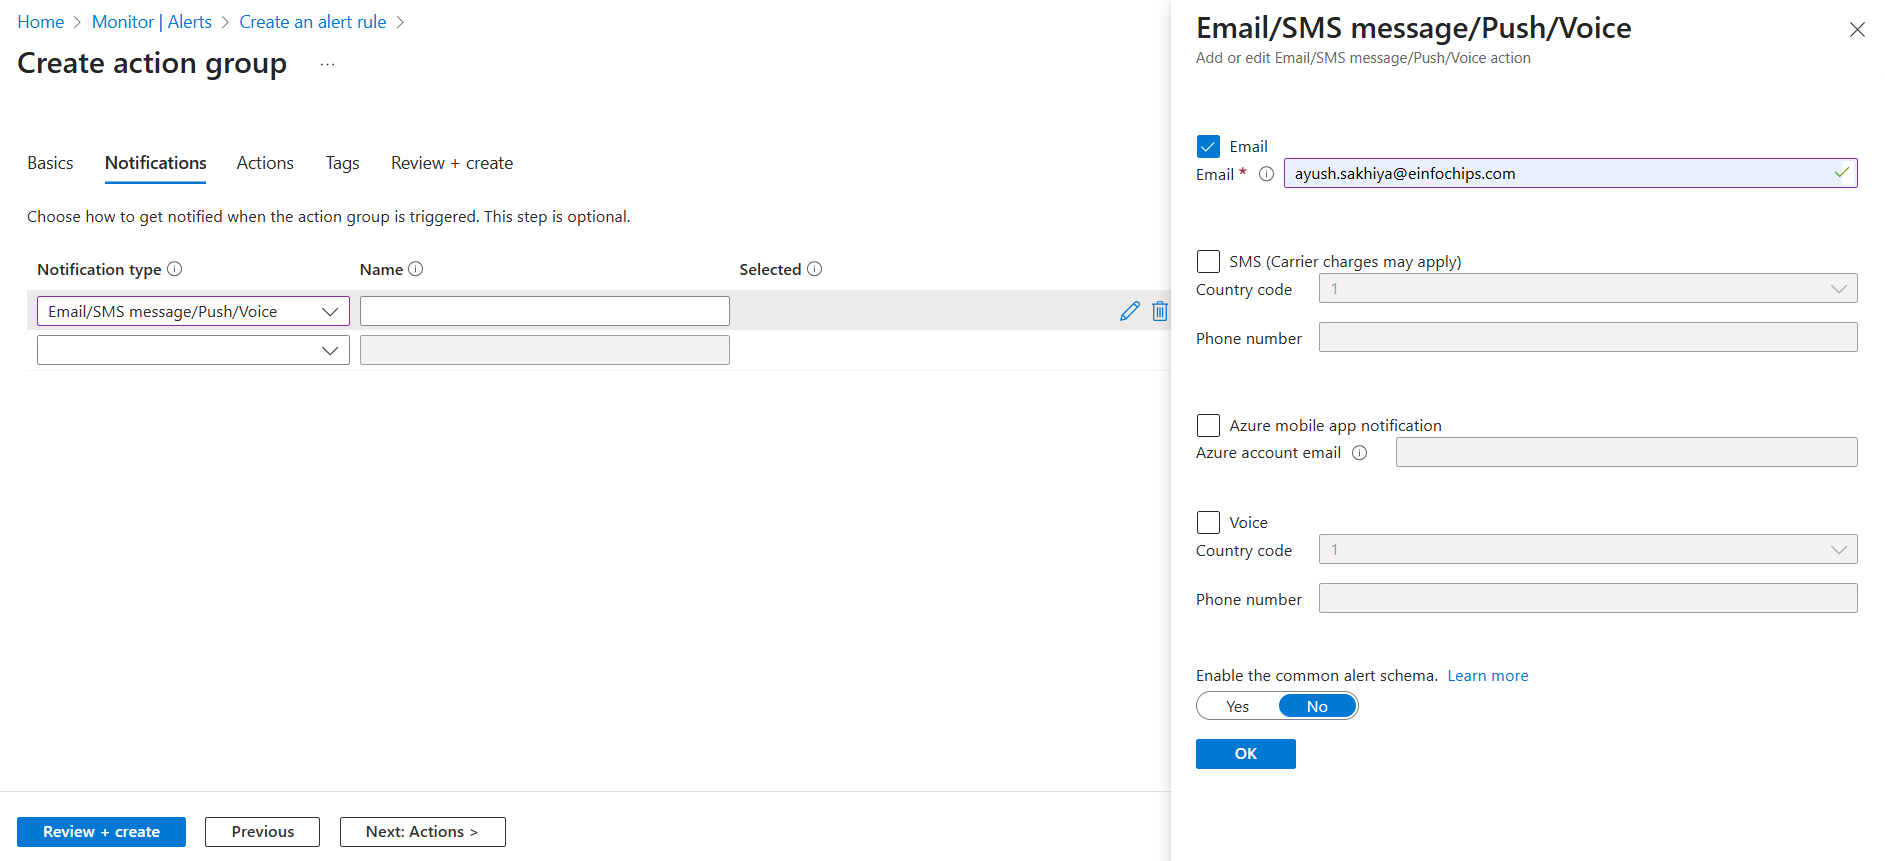 Home > Monitor | Alerts > Create an alert rule >
Create action group ...
Basics Notifications Actions Tags Review + create
Choose how to get notified when the action group is triggered. This step is optional.
Notification type Name Selected
Email/SMS message/Push/Voice
Review + create Previous Next: Actions >
Email/SMS message/Push/Voice
Add or edit Email/SMS message/Push/Voice action
Email
Email * ayush.sakhiya@einfochips.com
SMS (Carrier charges may apply)
Country code 1
Phone number
Azure mobile app notification
Azure account email
Voice
Country code 1
Phone number
Enable the common alert schema. Learn more
Yes No
OK